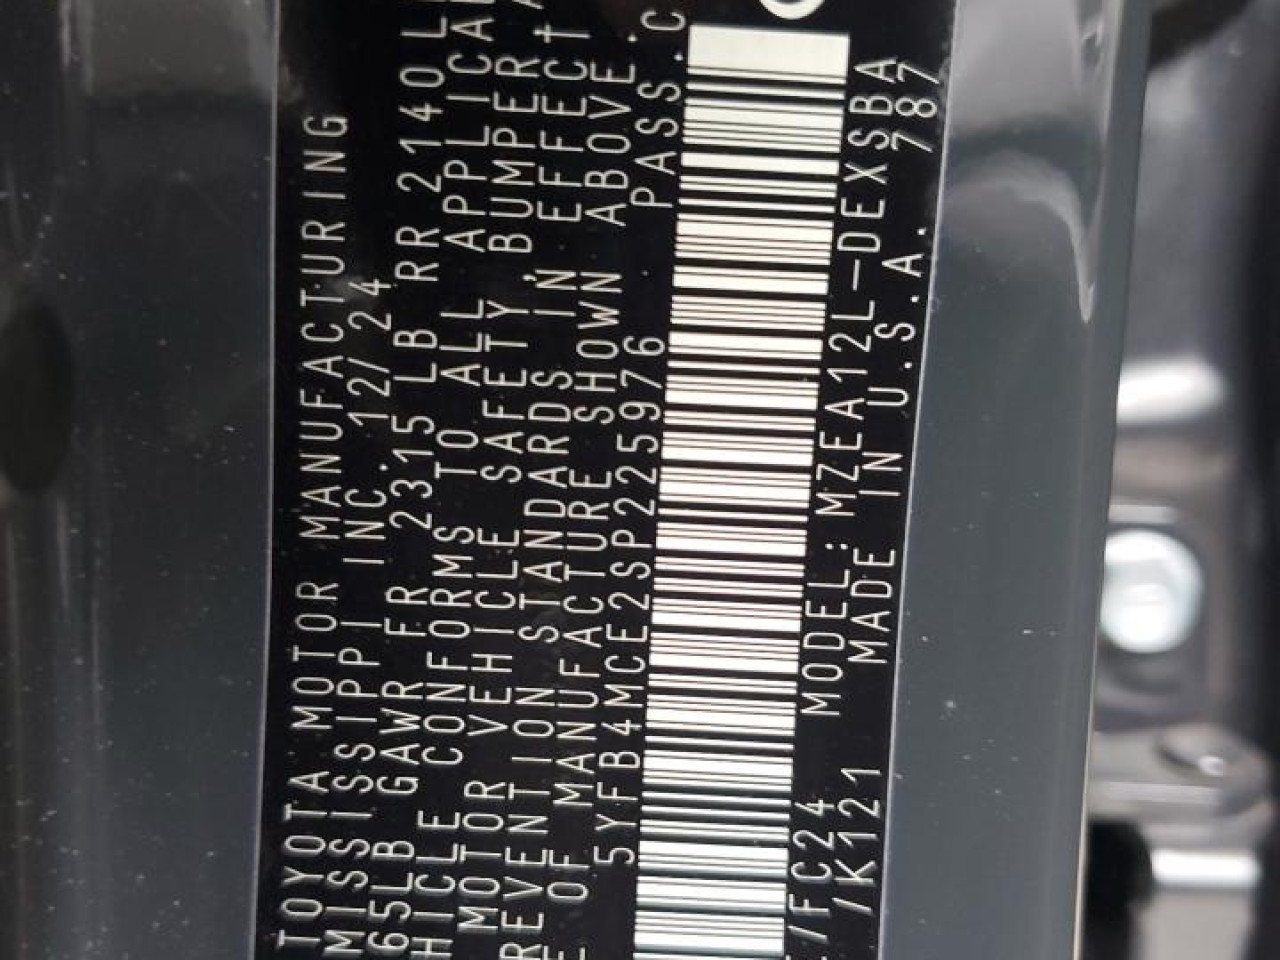 TOYOTA MOTOR MANUFACTURING
MISSISSIPPI INC. 12/24
65LB GAWR FR 2315 LB RR 2140L
HICLE CONFORMS TO ALL APPLICA
MOTOR VEHICLE SAFETY, BUMPER
REVENTION STANDARDS IN EFFECT
E OF MANUFACTURE SHOWN ABOVE.
5YFB4MCE2SP225976 PASS.C
/FC24 MODEL: MZEA12L-DEXSBA
/K121 MADE IN U.S.A. 787